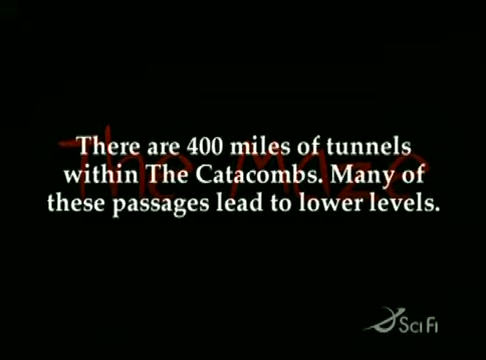 The Maze
There are 400 miles of tunnels
within The Catacombs. Many of
these passages lead to lower levels.
SCI FI